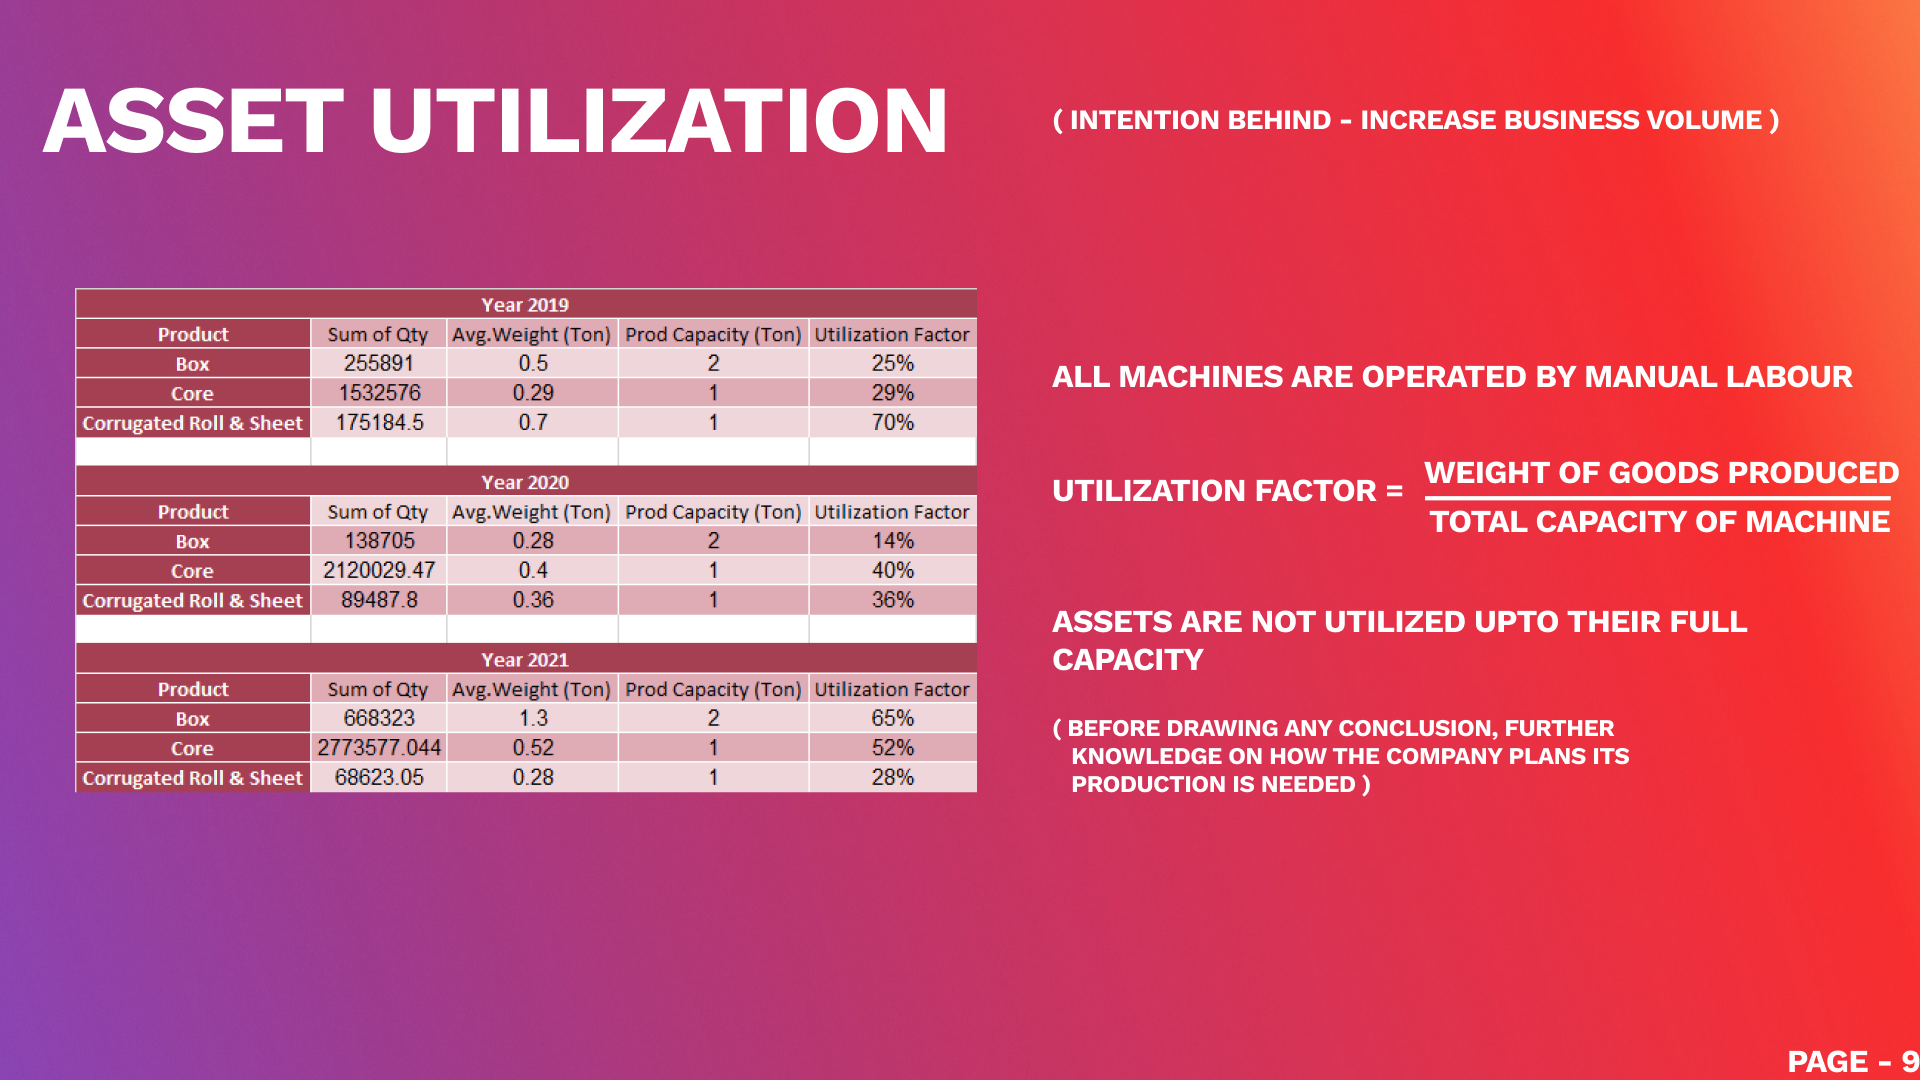 ASSET UTILIZATION
( INTENTION BEHIND - INCREASE BUSINESS VOLUME )
Year 2019
Product Sum of Qty Avg.Weight (Ton) Prod Capacity (Ton) Utilization Factor
Box 255891 0.5 2 25%
Core 1532576 0.29 1 29%
Corrugated Roll & Sheet 175184.5 0.7 1 70%
Year 2020
Product Sum of Qty Avg.Weight (Ton) Prod Capacity (Ton) Utilization Factor
Box 138705 0.28 2 14%
Core 2120029.47 0.4 1 40%
Corrugated Roll & Sheet 89487.8 0.36 1 36%
Year 2021
Product Sum of Qty Avg.Weight (Ton) Prod Capacity (Ton) Utilization Factor
Box 668323 1.3 2 65%
Core 2773577.044 0.52 1 52%
Corrugated Roll & Sheet 68623.05 0.28 1 28%
ALL MACHINES ARE OPERATED BY MANUAL LABOUR
UTILIZATION FACTOR =
WEIGHT OF GOODS PRODUCED
TOTAL CAPACITY OF MACHINE
ASSETS ARE NOT UTILIZED UPTO THEIR FULL
CAPACITY
( BEFORE DRAWING ANY CONCLUSION, FURTHER
KNOWLEDGE ON HOW THE COMPANY PLANS ITS
PRODUCTION IS NEEDED )
PAGE - 9